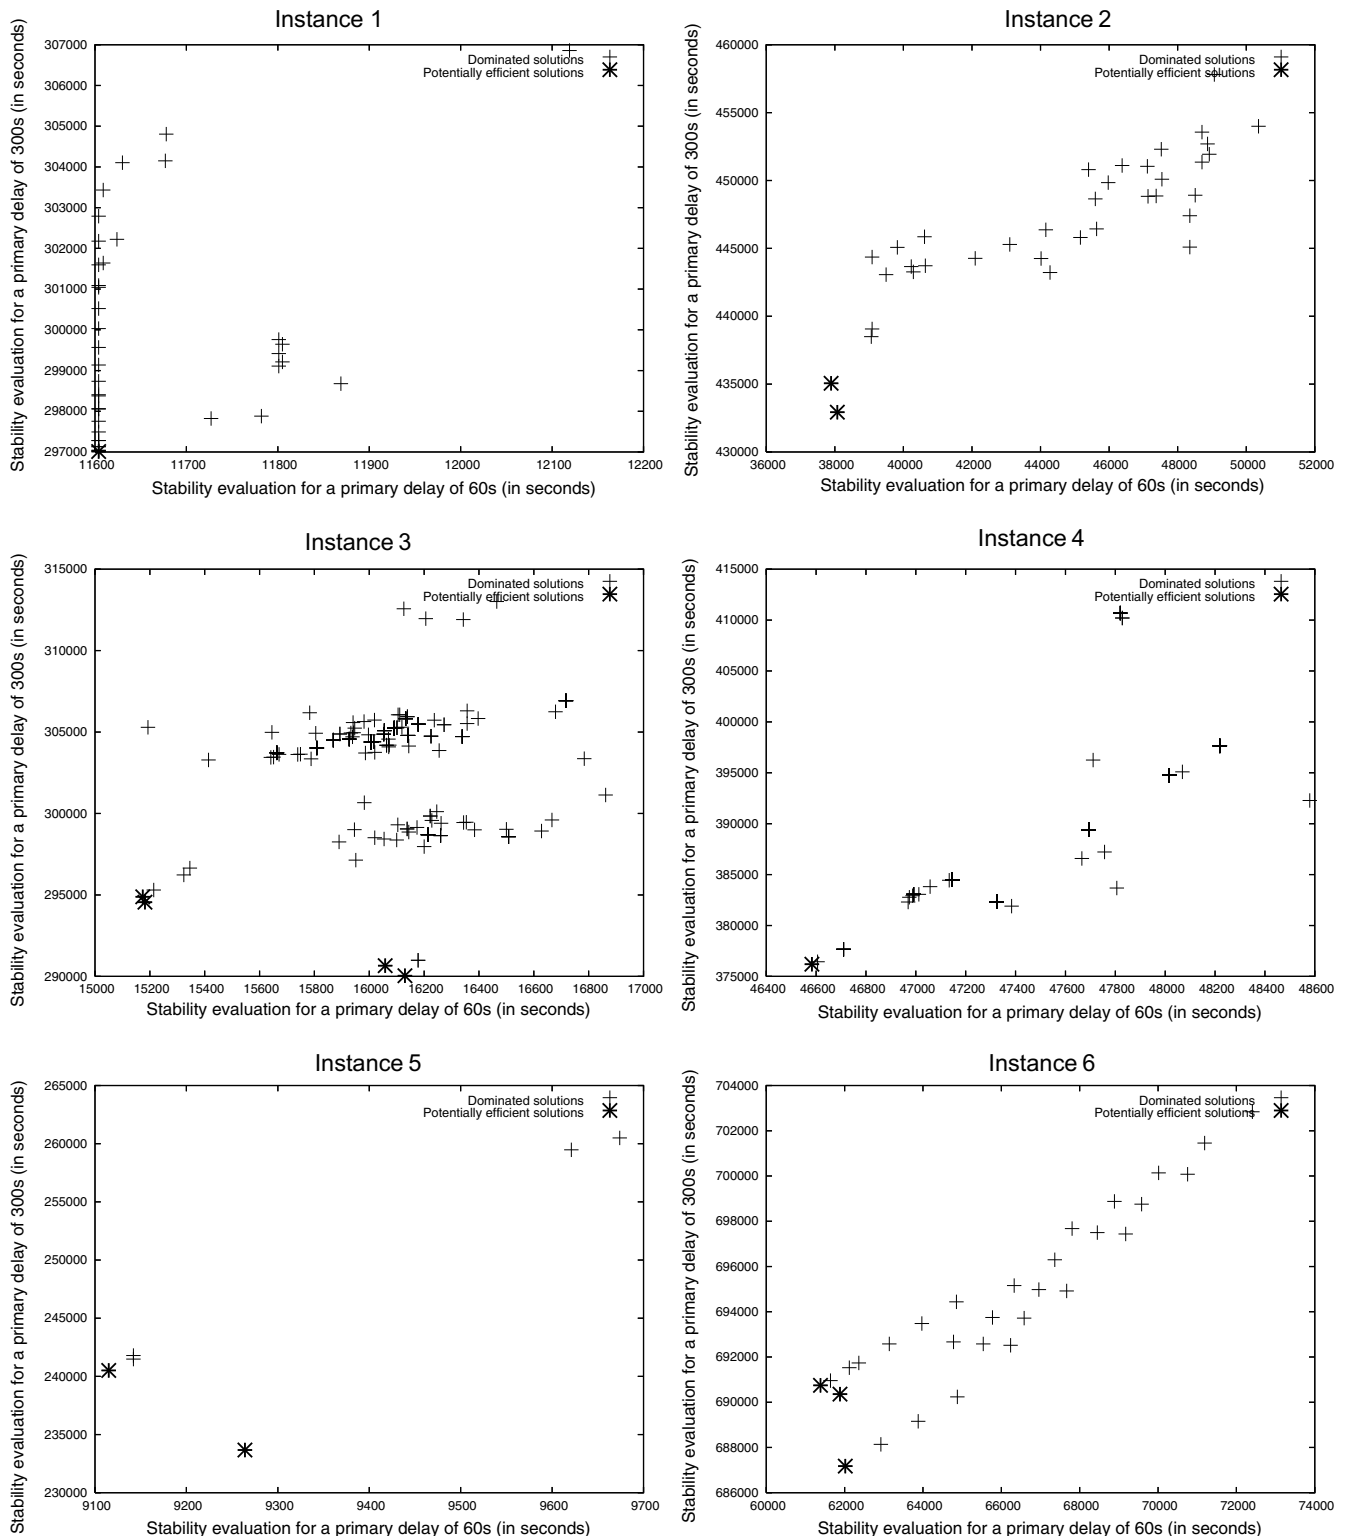 Instance 1
Stability evaluation for a primary delay of 300s (in seconds)
307000
306000
305000
304000
303000
302000
301000
300000
299000
298000
297000
Dominated solutions
Potentially efficient solutions
11600 11700 11800 11900 12000 12100 12200
Stability evaluation for a primary delay of 60s (in seconds)
Instance 2
Stability evaluation for a primary delay of 300s (in seconds)
460000
455000
450000
445000
440000
435000
430000
Dominated solutions
Potentially efficient solutions
36000 38000 40000 42000 44000 46000 48000 50000 52000
Stability evaluation for a primary delay of 60s (in seconds)
Instance 3
Stability evaluation for a primary delay of 300s (in seconds)
315000
310000
305000
300000
295000
290000
Dominated solutions
Potentially efficient solutions
15000 15200 15400 15600 15800 16000 16200 16400 16600 16800 17000
Stability evaluation for a primary delay of 60s (in seconds)
Instance 4
Stability evaluation for a primary delay of 300s (in seconds)
415000
410000
405000
400000
395000
390000
385000
380000
375000
Dominated solutions
Potentially efficient solutions
46400 46600 46800 47000 47200 47400 47600 47800 48000 48200 48400 48600
Stability evaluation for a primary delay of 60s (in seconds)
Instance 5
Stability evaluation for a primary delay of 300s (in seconds)
265000
260000
255000
250000
245000
240000
235000
230000
Dominated solutions
Potentially efficient solutions
9100 9200 9300 9400 9500 9600 9700
Stability evaluation for a primary delay of 60s (in seconds)
Instance 6
Stability evaluation for a primary delay of 300s (in seconds)
704000
702000
700000
698000
696000
694000
692000
690000
688000
686000
Dominated solutions
Potentially efficient solutions
60000 62000 64000 66000 68000 70000 72000 74000
Stability evaluation for a primary delay of 60s (in seconds)